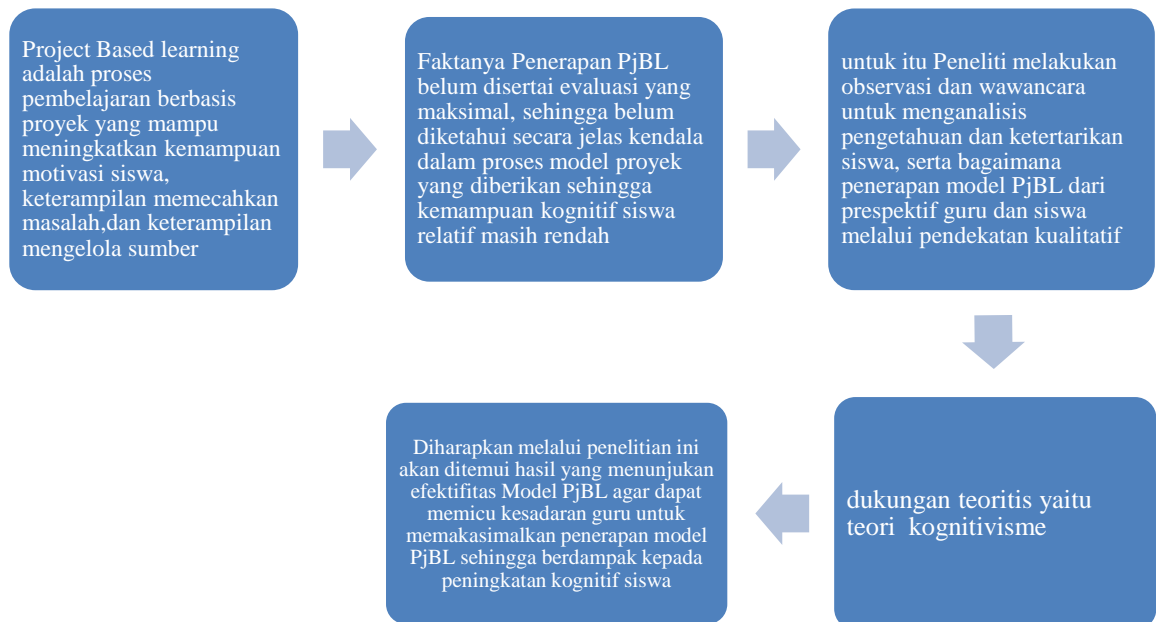 Project Based learning
adalah proses
pembelajaran berbasis
proyek yang mampu
meningkatkan kemampuan
motivasi siswa,
keterampilan memecahkan
masalah,dan keterampilan
mengelola sumber
Faktanya Penerapan PjBL
belum disertai evaluasi yang
maksimal, sehingga belum
diketahui secara jelas kendala
dalam proses model proyek
yang diberikan sehingga
kemampuan kognitif siswa
relatif masih rendah
untuk itu Peneliti melakukan
observasi dan wawancara
untuk menganalisis
pengetahuan dan ketertarikan
siswa, serta bagaimana
penerapan model PjBL dari
prespektif guru dan siswa
melalui pendekatan kualitatif
dukungan teoritis yaitu
teori kognitivisme
Diharapkan melalui penelitian ini
akan ditemui hasil yang menunjukan
efektifitas Model PjBL agar dapat
memicu kesadaran guru untuk
memakasimalkan penerapan model
PjBL sehingga berdampak kepada
peningkatan kognitif siswa